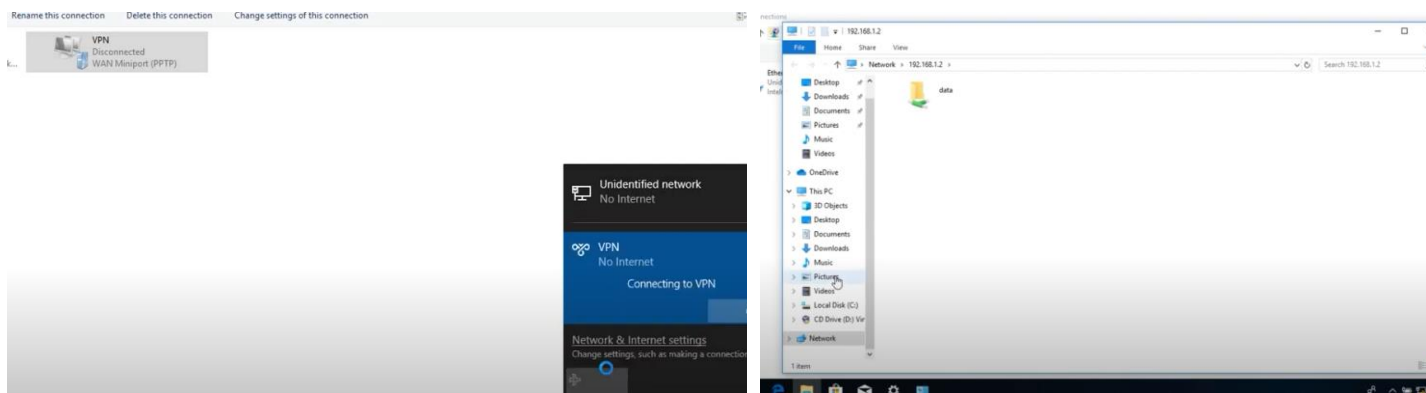 Rename this connection Delete this connection Change settings of this connection
VPN
Disconnected
WAN Miniport (PPTP)
k...
Unidentified network
No Internet
VPN
No Internet
Connecting to VPN
Network & Internet settings
Change settings, such as making a connection
nections
192.168.1.2
File Home Share View
Network > 192.168.1.2 >
Search 192.168.1.2
Ether
Unid
Intel
Desktop
Downloads
Documents
Pictures
Music
Videos
OneDrive
This PC
3D Objects
Desktop
Documents
Downloads
Music
Pictures
Videos
Local Disk (C:)
CD Drive (D:) Vir
Network
data
1 item